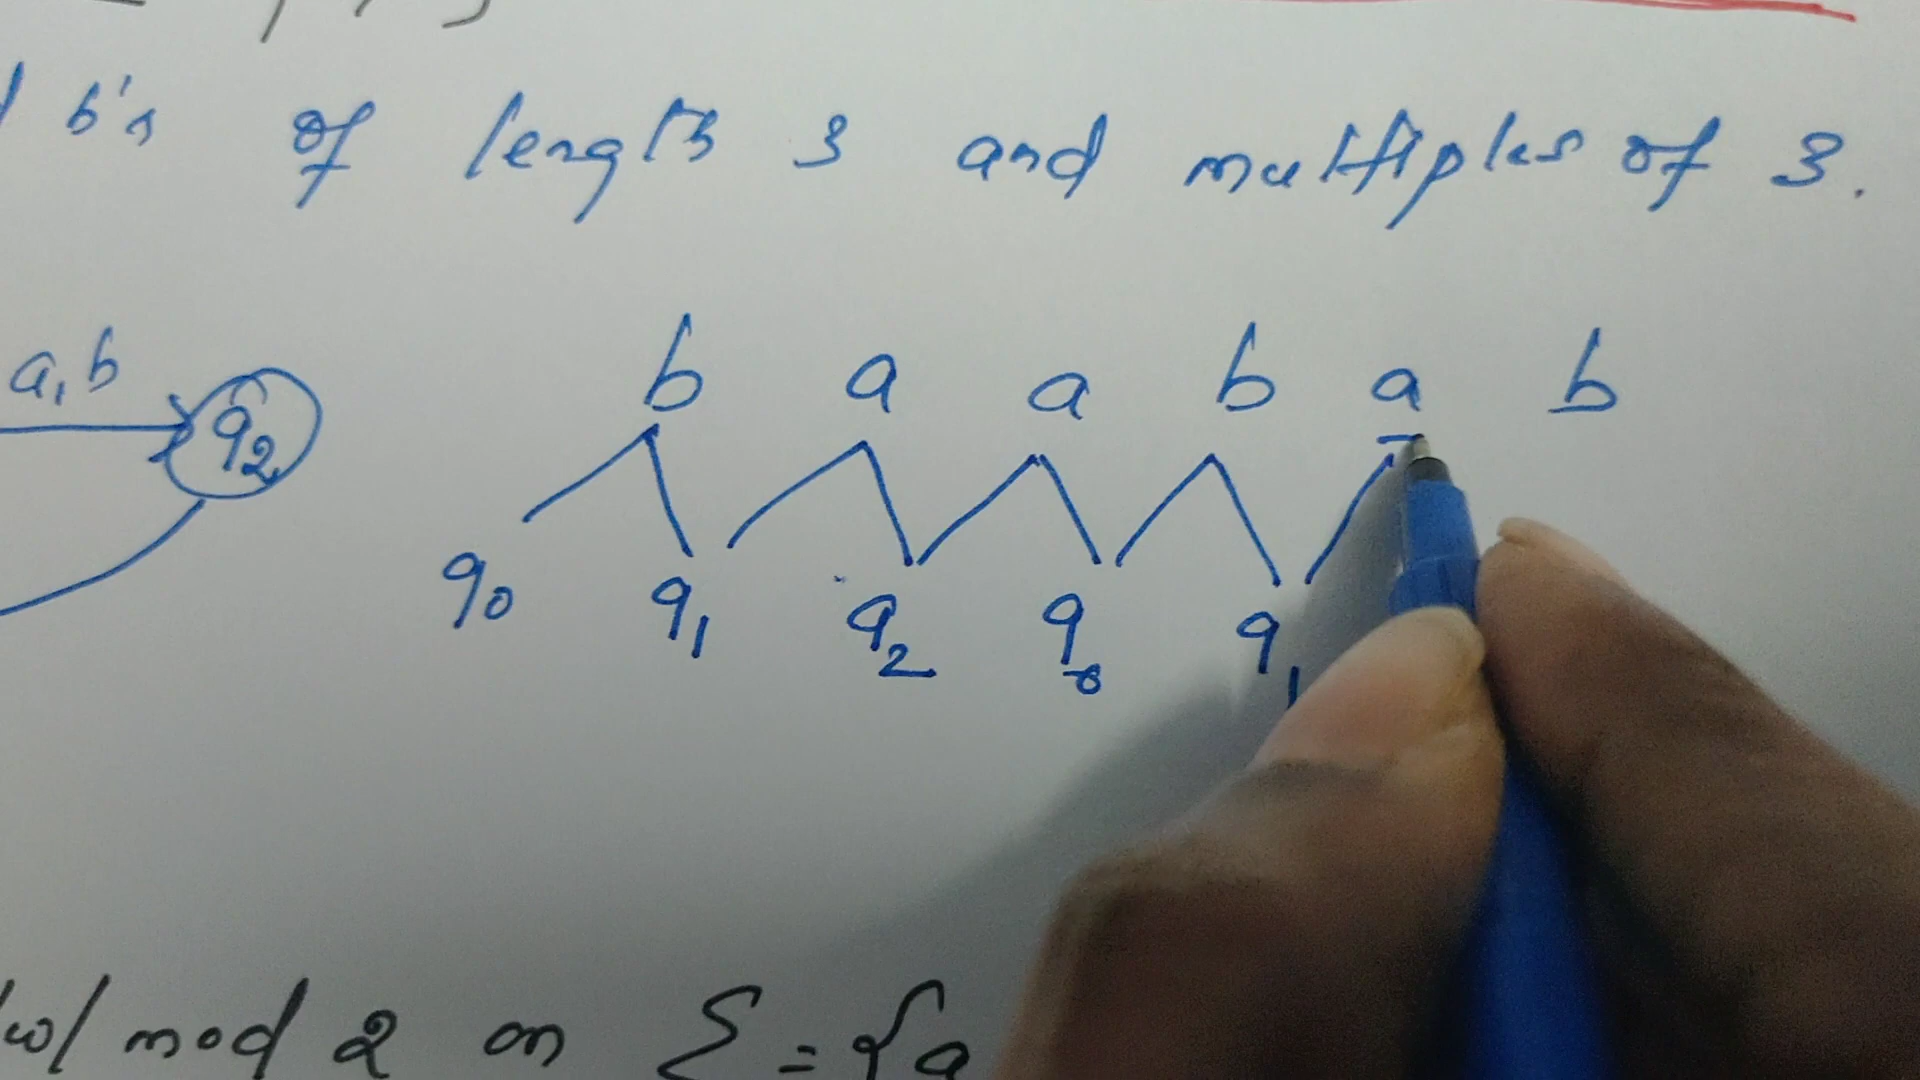 b's of length 3 and multiples of 3.
a,b
q2
b a a b a b
q0 q1 q2 q0 q1
|w| mod 2 on Σ = {a